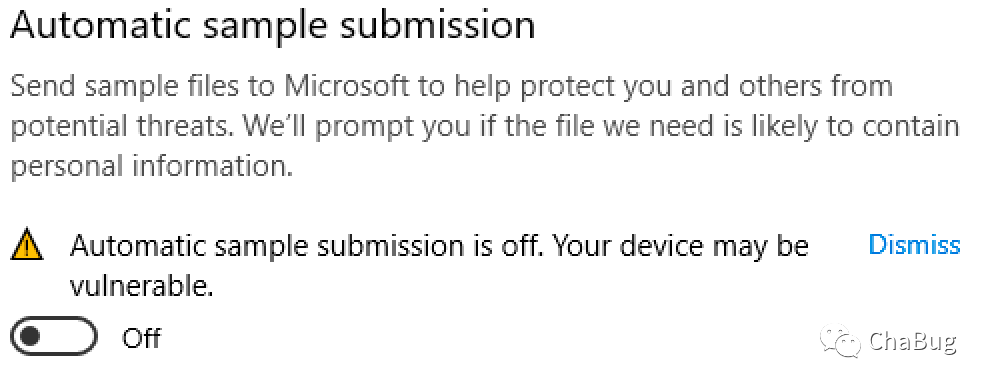 Automatic sample submission
Send sample files to Microsoft to help protect you and others from
potential threats. We'll prompt you if the file we need is likely to contain
personal information.
Automatic sample submission is off. Your device may be
vulnerable.
Dismiss
Off
ChaBug